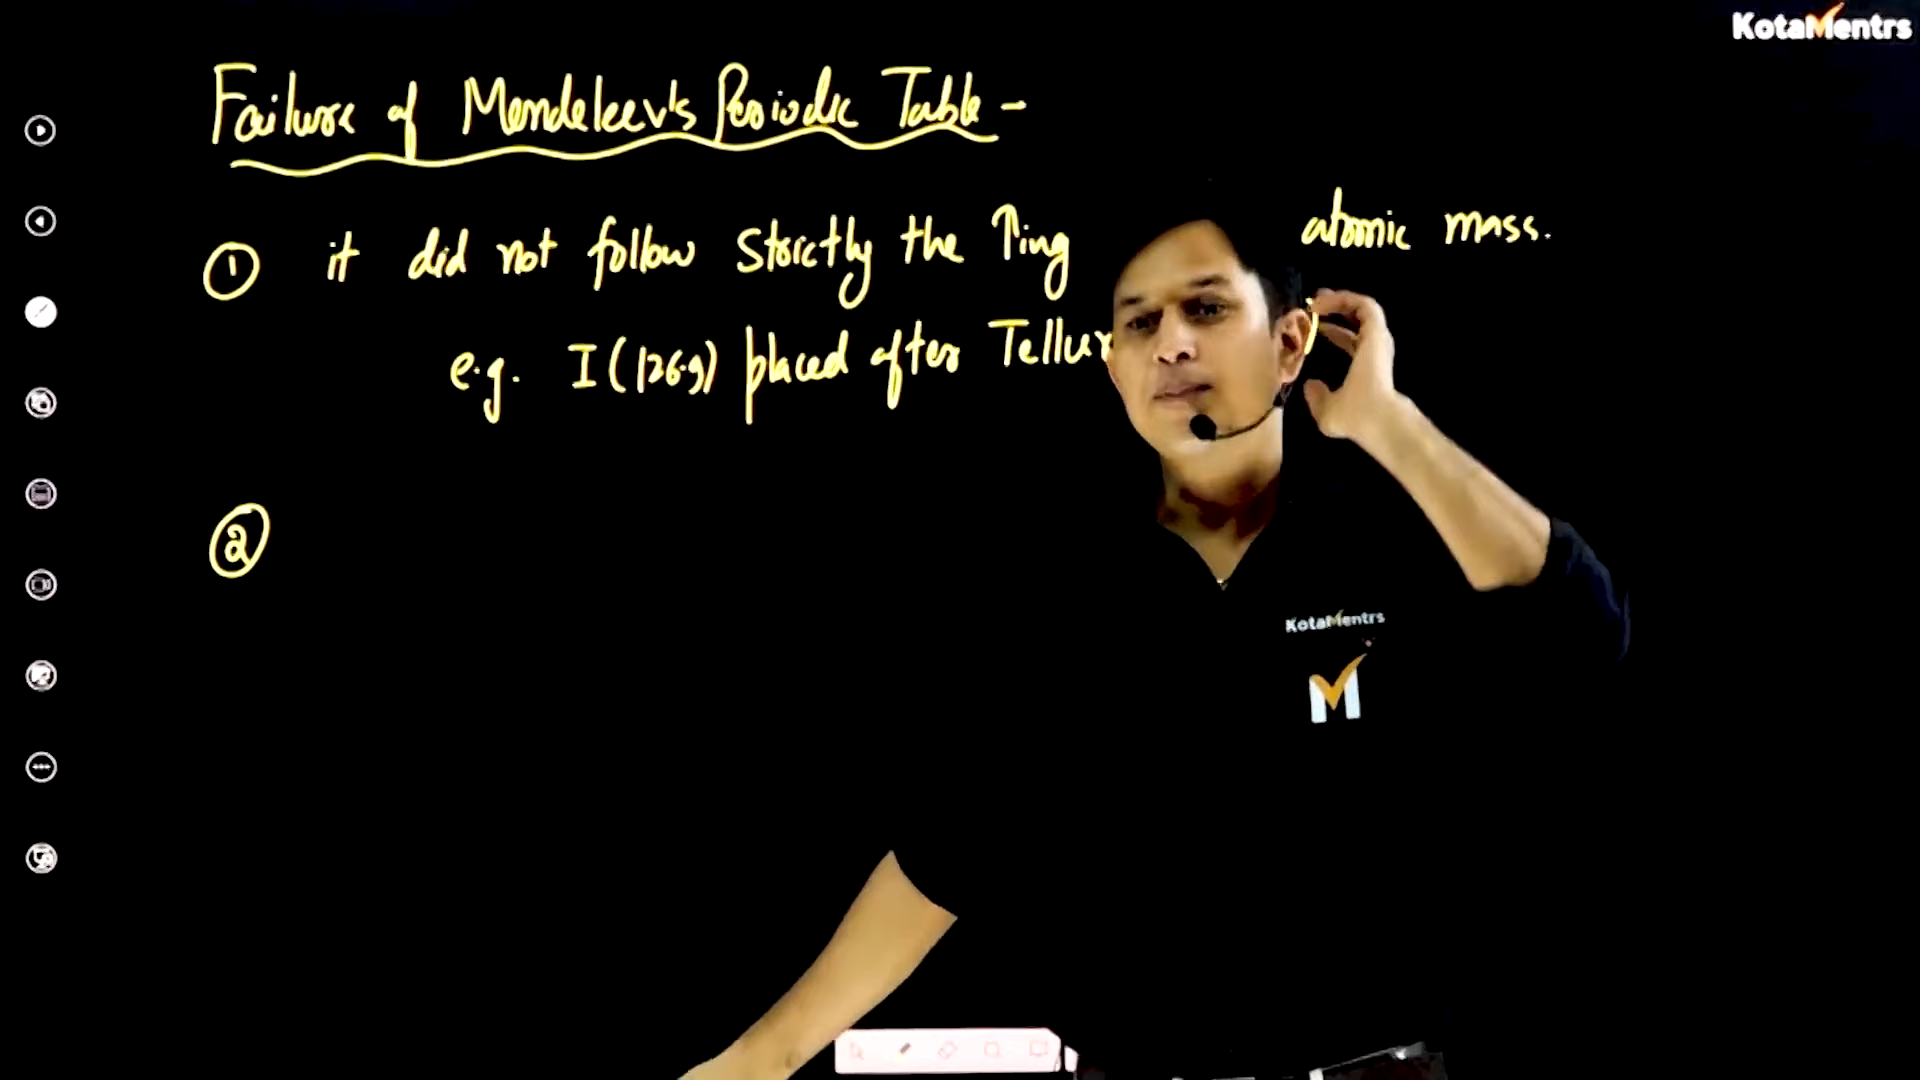 KotaMentrs
Failure of Mendeleev's Periodic Table -
① it did not follow strictly the ↑ing atomic mass.
e.g. I (126.9) placed after
②
KotaMentrs
M